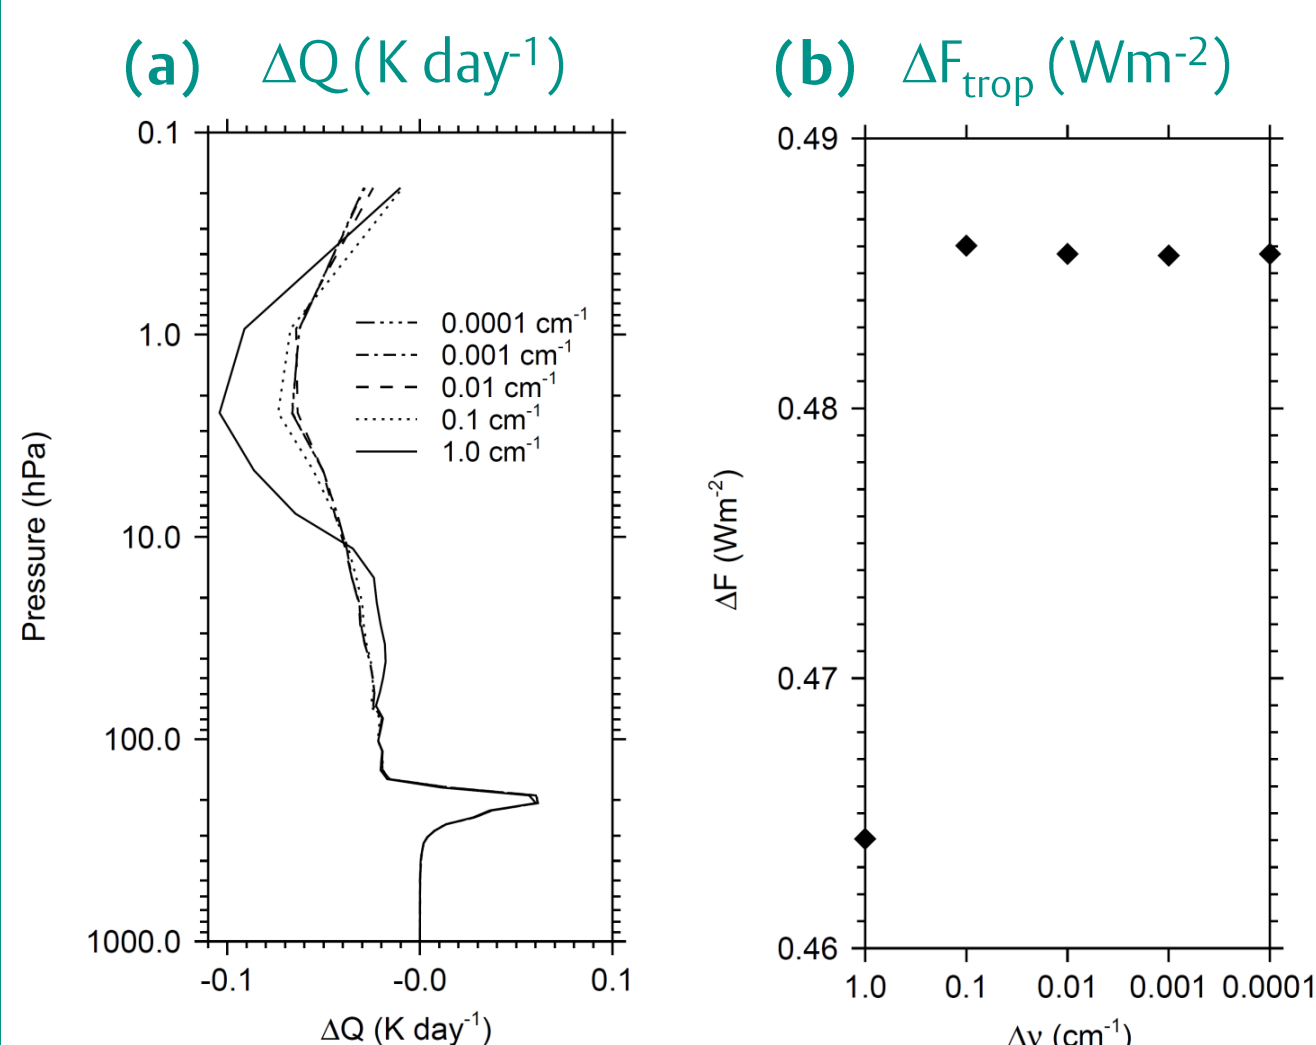 (a) ΔQ (K day-1)
0.1
1.0
10.0
100.0
1000.0
Pressure (hPa)
0.0001 cm-1
0.001 cm-1
0.01 cm-1
0.1 cm-1
1.0 cm-1
-0.1 -0.0 0.1
ΔQ (K day-1)
(b) ΔFtrop (Wm-2)
0.49
0.48
0.47
0.46
ΔF (Wm-2)
1.0 0.1 0.01 0.001 0.0001
Δν (cm-1)